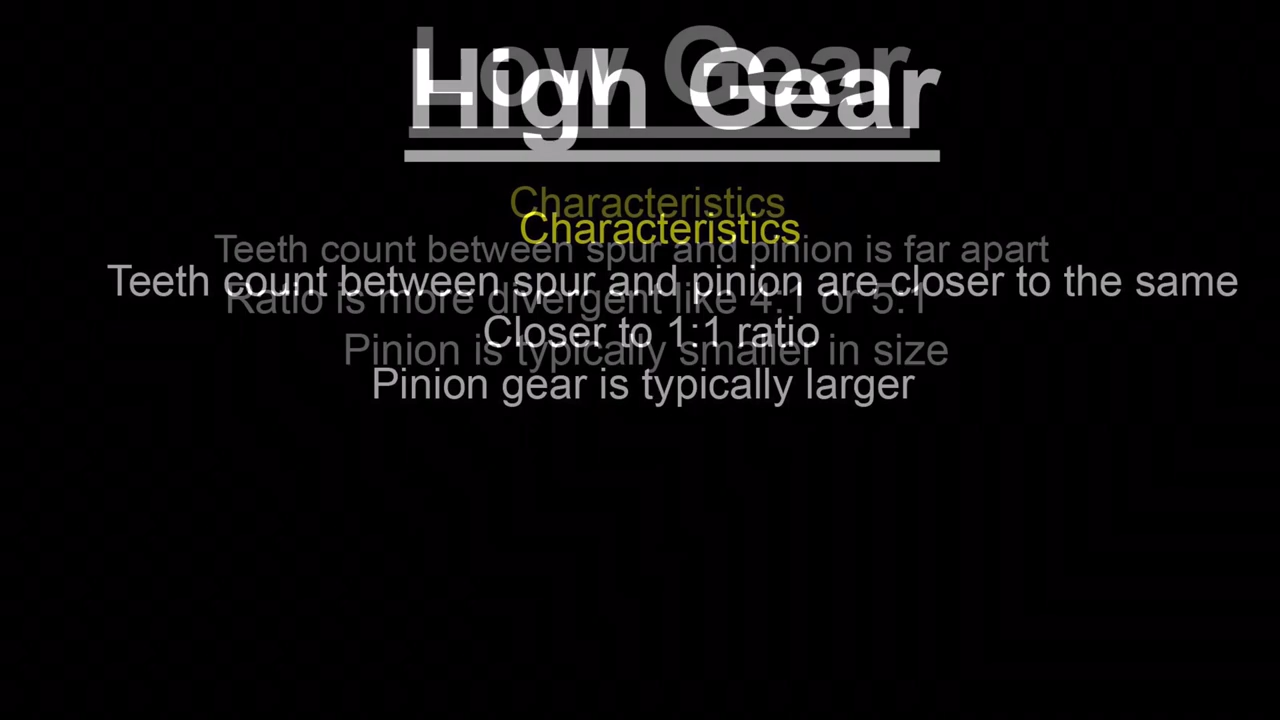 Low Gear
High Gear
Characteristics
Characteristics
Teeth count between spur and pinion is far apart
Teeth count between spur and pinion are closer to the same
Ratio is more divergent like 4:1 or 5:1
Closer to 1:1 ratio
Pinion is typically smaller in size
Pinion gear is typically larger